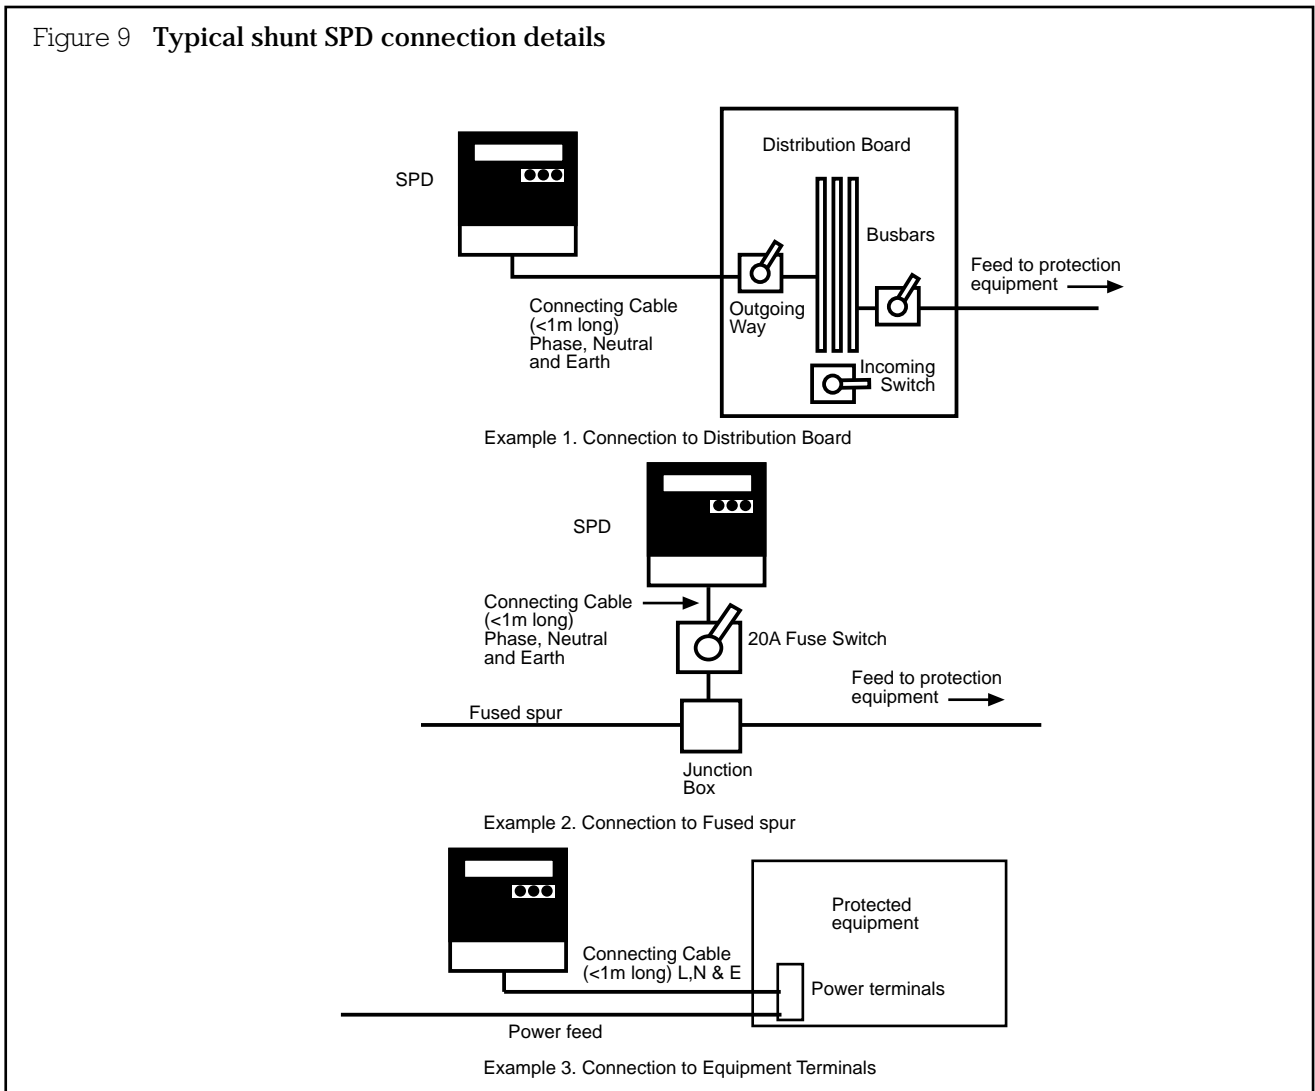 Figure 9 Typical shunt SPD connection details
Distribution Board
SPD
Busbars
Feed to protection
equipment
Connecting Cable
(<1m long)
Phase, Neutral
and Earth
Outgoing
Way
Incoming
Switch
Example 1. Connection to Distribution Board
SPD
Connecting Cable
(<1m long)
Phase, Neutral
and Earth
20A Fuse Switch
Feed to protection
equipment
Fused spur
Junction
Box
Example 2. Connection to Fused spur
Protected
equipment
Connecting Cable
(<1m long) L,N & E
Power terminals
Power feed
Example 3. Connection to Equipment Terminals